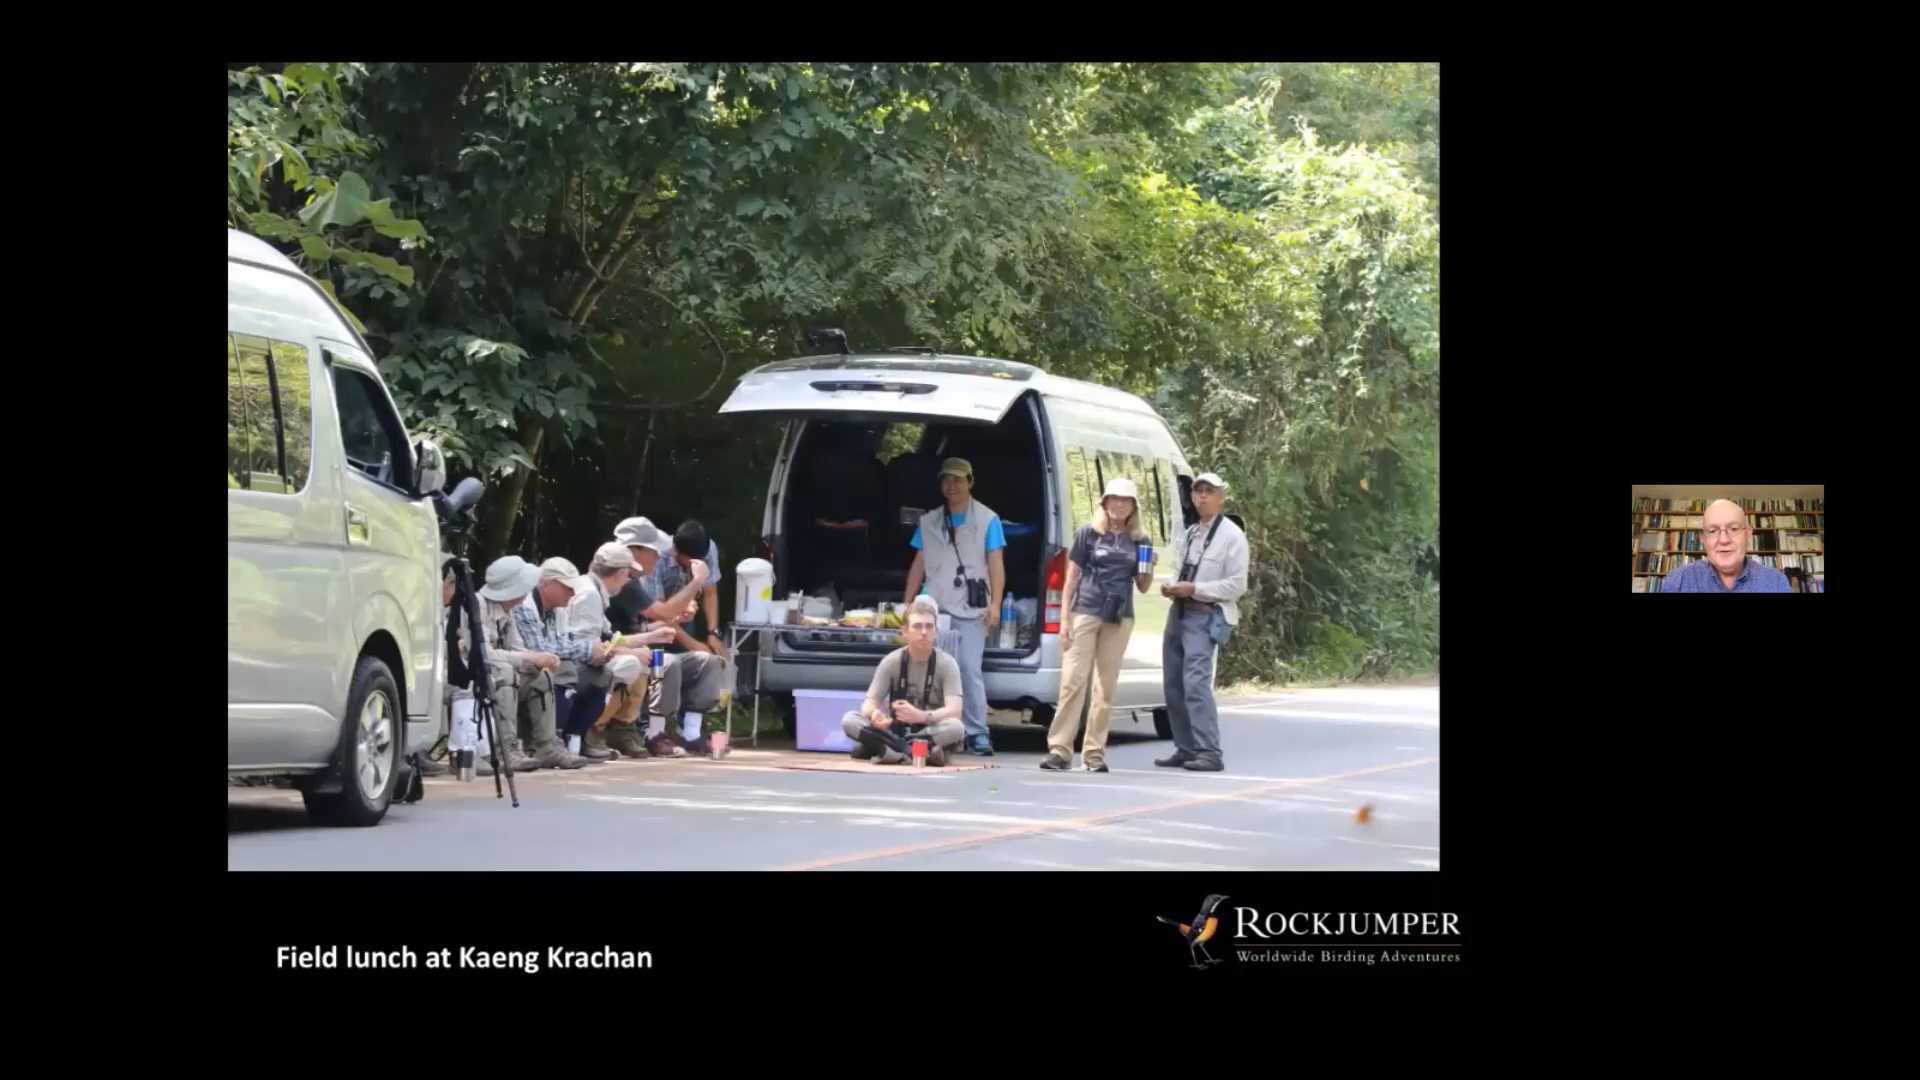 Field lunch at Kaeng Krachan
ROCKJUMPER
Worldwide Birding Adventures